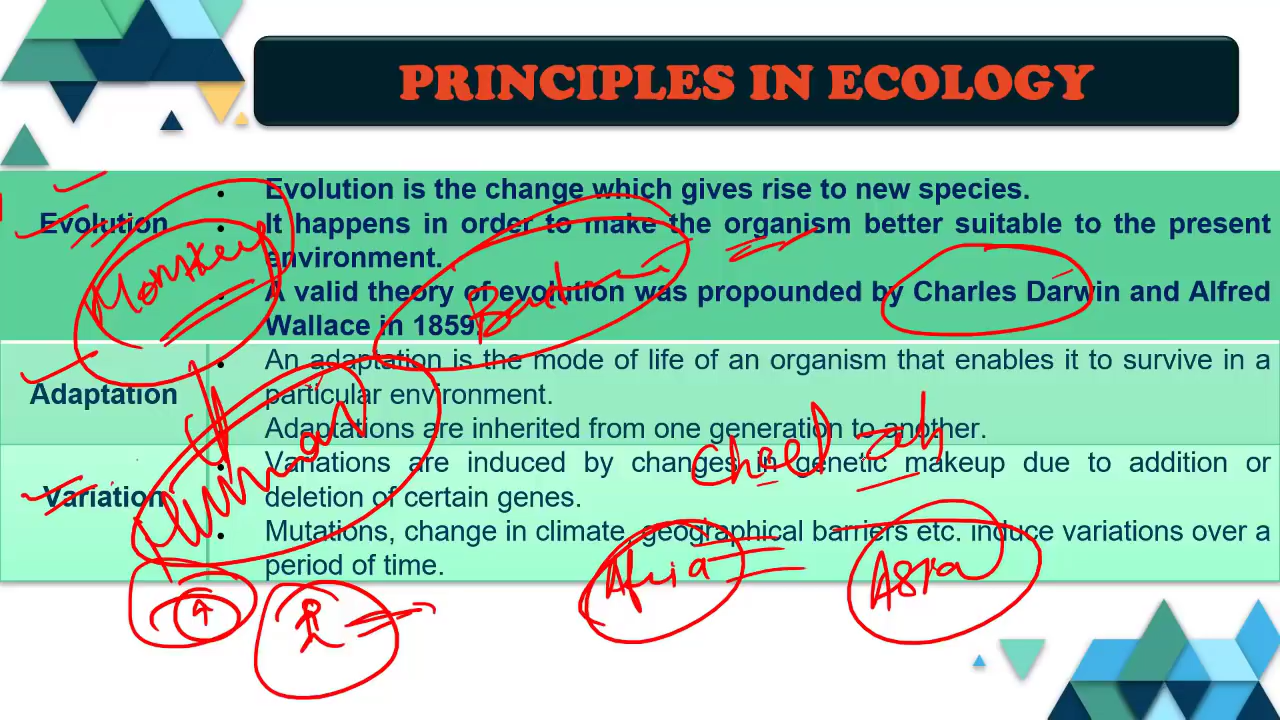 PRINCIPLES IN ECOLOGY
Evolution
• Evolution is the change which gives rise to new species.
• It happens in order to make the organism better suitable to the present
environment.
• A valid theory of evolution was propounded by Charles Darwin and Alfred
Wallace in 1859.
Monkey
Adaptation
• An adaptation is the mode of life of an organism that enables it to survive in a
particular environment.
Adaptations are inherited from one generation to another.
Human
Variation
• Variations are induced by changes in genetic makeup due to addition or
deletion of certain genes.
• Mutations, change in climate, geographical barriers etc. induce variations over a
period of time.
Asia